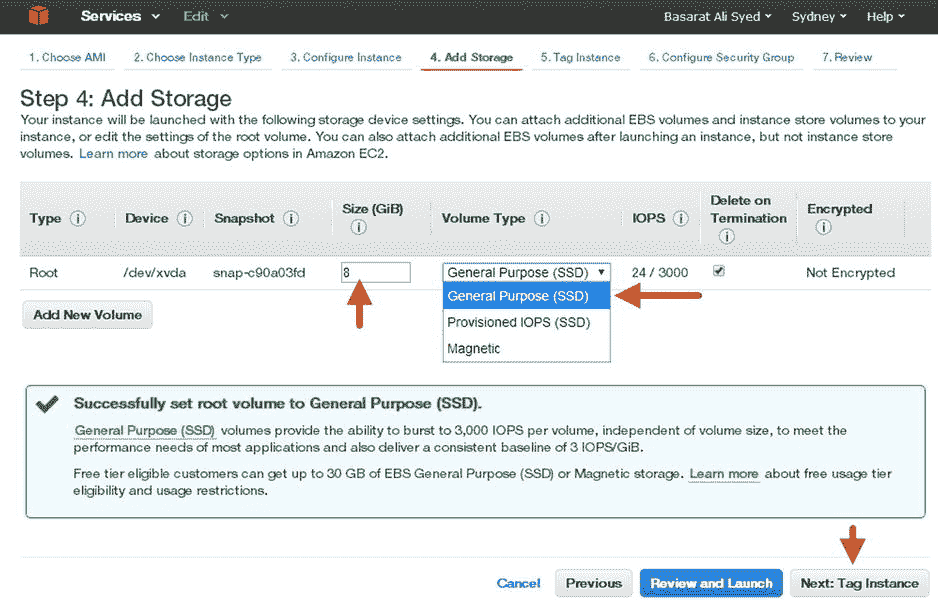 Services Edit Basarat Ali Syed Sydney Help
1. Choose AMI 2. Choose Instance Type 3. Configure Instance 4. Add Storage 5. Tag Instance 6. Configure Security Group 7. Review
Step 4: Add Storage
Your instance will be launched with the following storage device settings. You can attach additional EBS volumes and instance store volumes to your
instance, or edit the settings of the root volume. You can also attach additional EBS volumes after launching an instance, but not instance store
volumes. Learn more about storage options in Amazon EC2.
Type i Device i Snapshot i Size (GiB) i Volume Type i IOPS i Delete on Termination i Encrypted i
Root /dev/xvda snap-c90a03fd 8 General Purpose (SSD) 24 / 3000 Not Encrypted
General Purpose (SSD)
Add New Volume
Provisioned IOPS (SSD)
Magnetic
Successfully set root volume to General Purpose (SSD).
General Purpose (SSD) volumes provide the ability to burst to 3,000 IOPS per volume, independent of volume size, to meet the
performance needs of most applications and also deliver a consistent baseline of 3 IOPS/GiB.
Free tier eligible customers can get up to 30 GB of EBS General Purpose (SSD) or Magnetic storage. Learn more about free usage tier
eligibility and usage restrictions.
Cancel Previous Review and Launch Next: Tag Instance